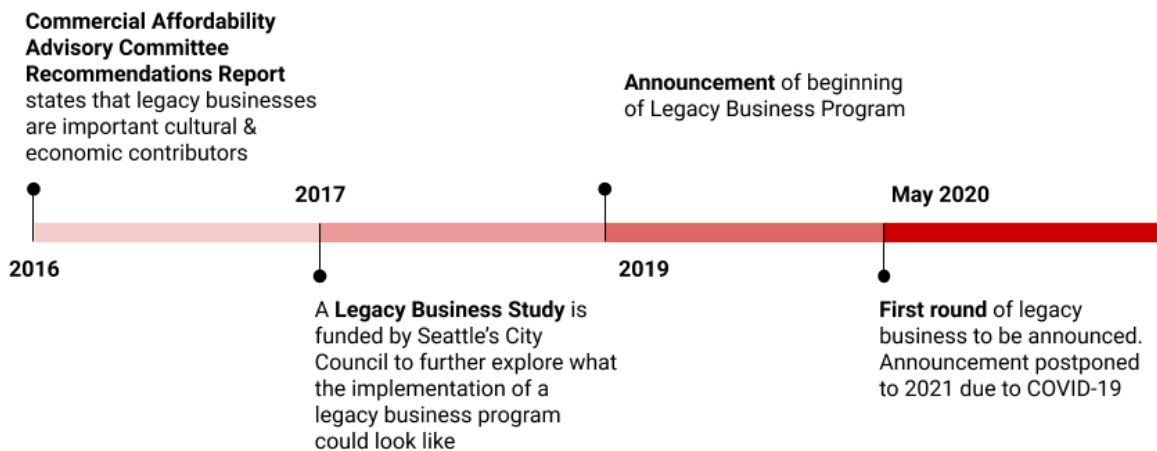 Commercial Affordability
Advisory Committee
Recommendations Report
states that legacy businesses
are important cultural &
economic contributors
2016
2017
A Legacy Business Study is
funded by Seattle's City
Council to further explore what
the implementation of a
legacy business program
could look like
Announcement of beginning
of Legacy Business Program
2019
May 2020
First round of legacy
business to be announced.
Announcement postponed
to 2021 due to COVID-19